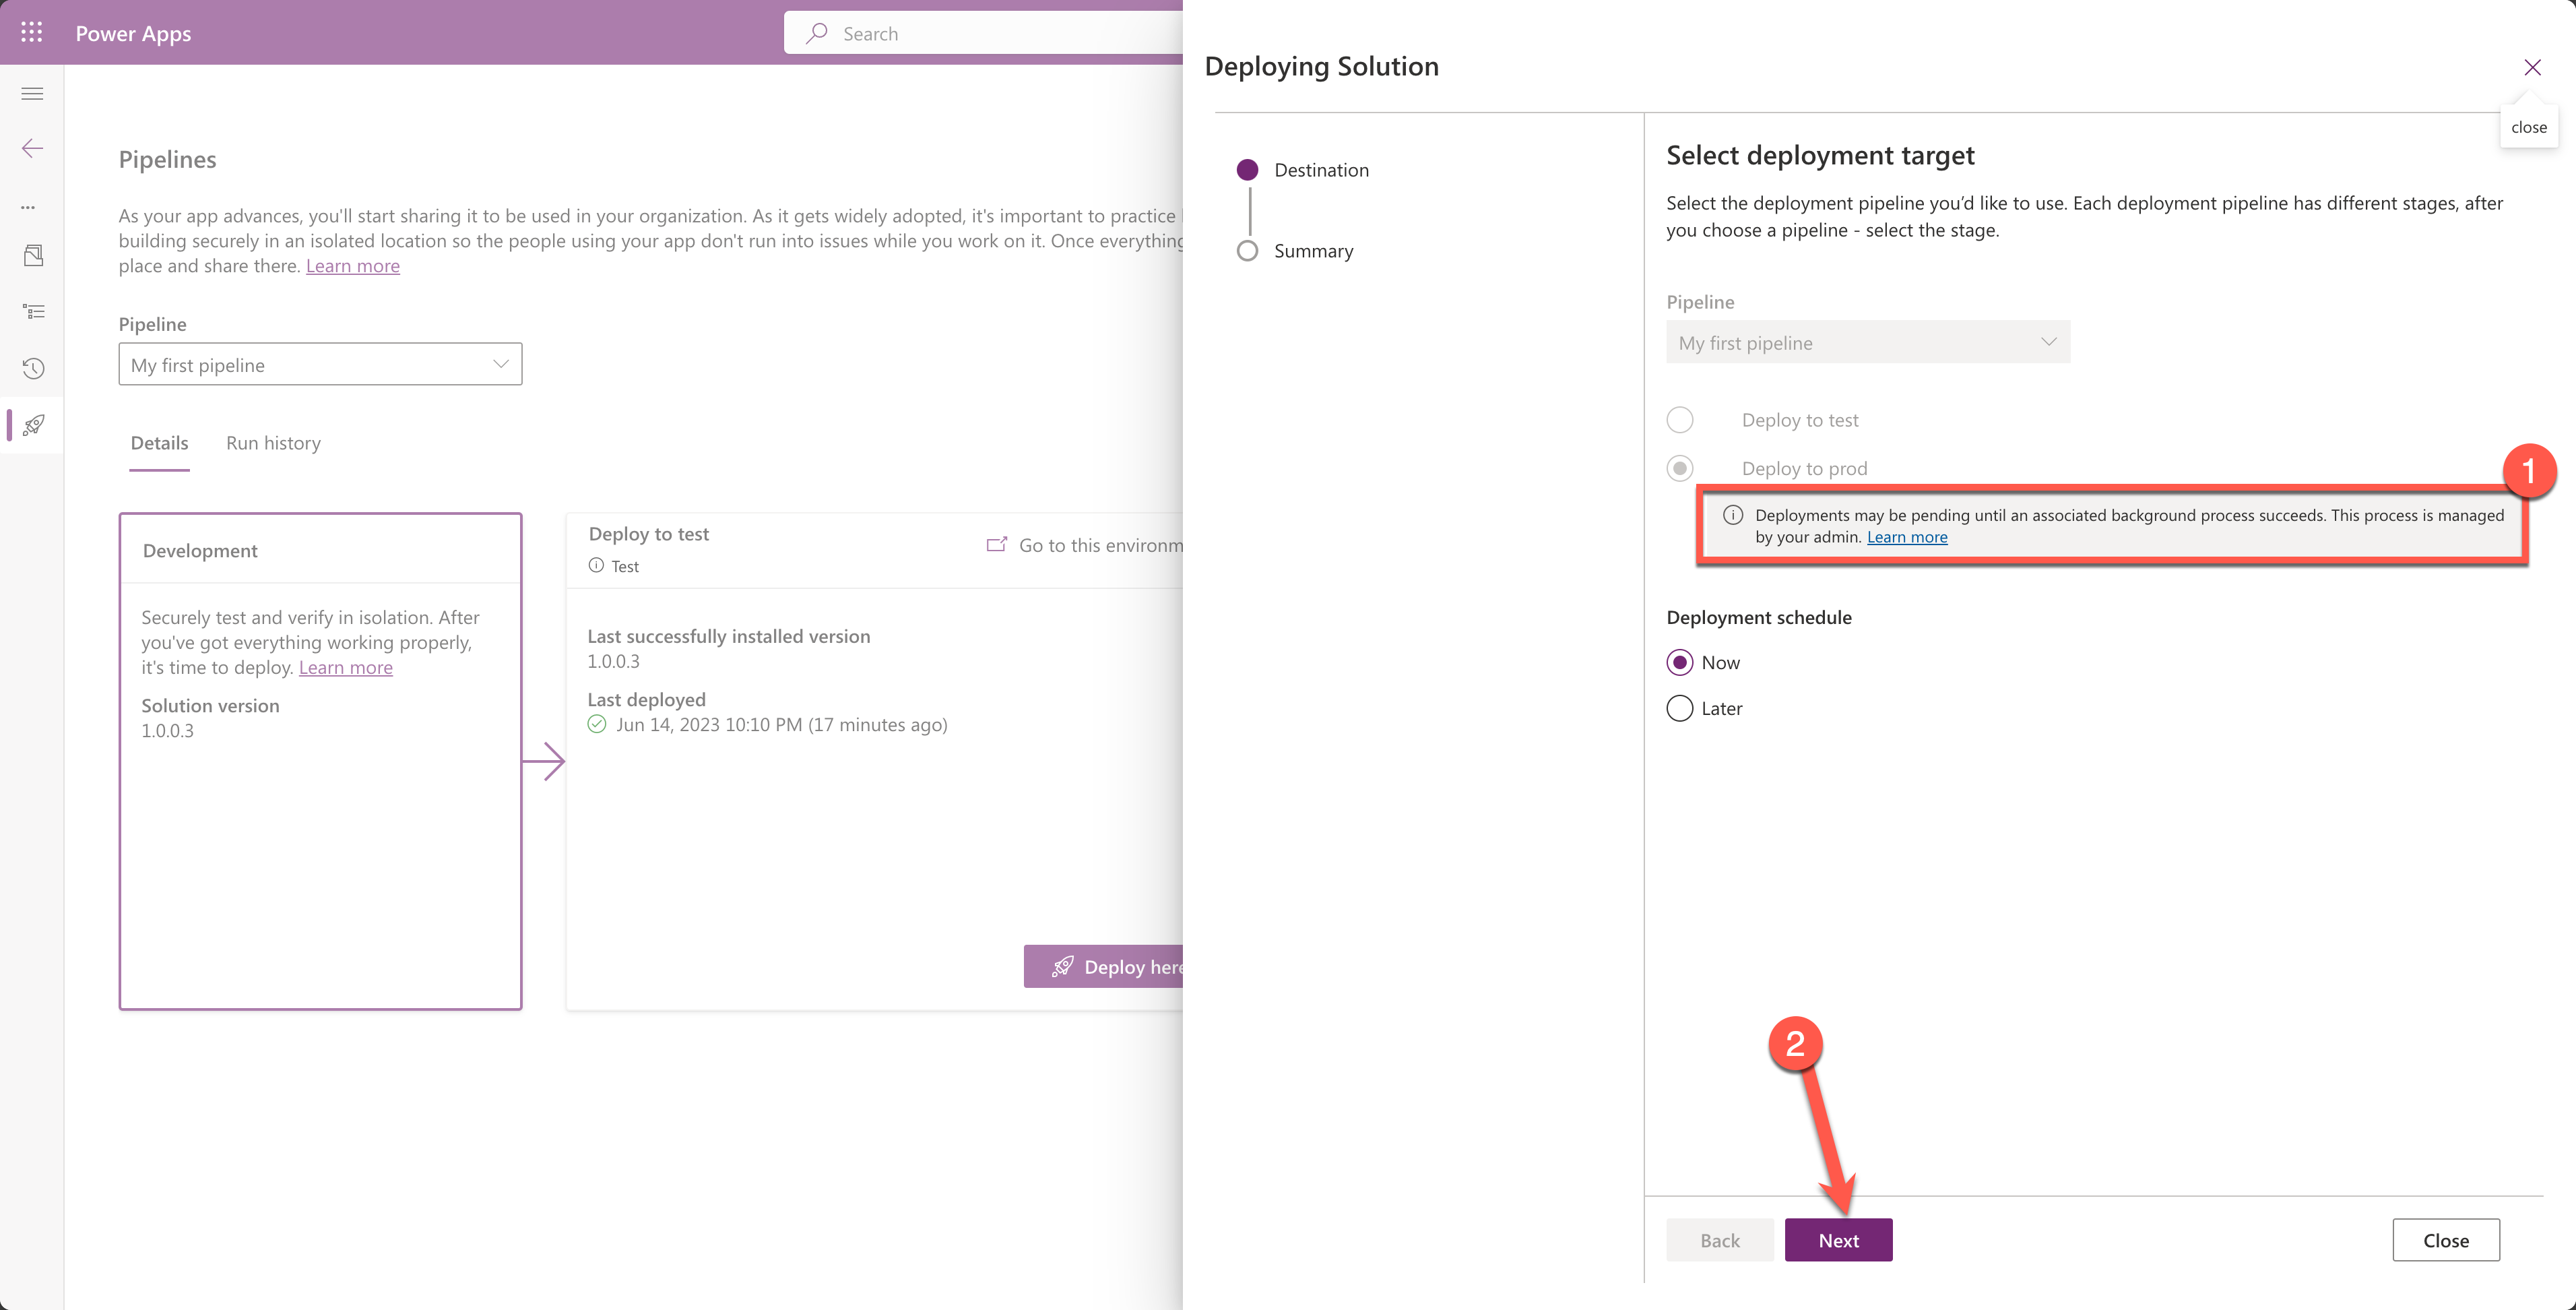 Power Apps
Search
Pipelines
As your app advances, you'll start sharing it to be used in your organization. As it gets widely adopted, it's important to practice
building securely in an isolated location so the people using your app don't run into issues while you work on it. Once everything
place and share there. Learn more
Pipeline
My first pipeline
Details
Run history
Development
Securely test and verify in isolation. After
you've got everything working properly,
it's time to deploy. Learn more
Solution version
1.0.0.3
Deploy to test
Test
Go to this environm
Last successfully installed version
1.0.0.3
Last deployed
Jun 14, 2023 10:10 PM (17 minutes ago)
Deploy here
Deploying Solution
close
Destination
Summary
Select deployment target
Select the deployment pipeline you’d like to use. Each deployment pipeline has different stages, after
you choose a pipeline - select the stage.
Pipeline
My first pipeline
Deploy to test
Deploy to prod
1
Deployments may be pending until an associated background process succeeds. This process is managed
by your admin. Learn more
Deployment schedule
Now
Later
2
Back
Next
Close